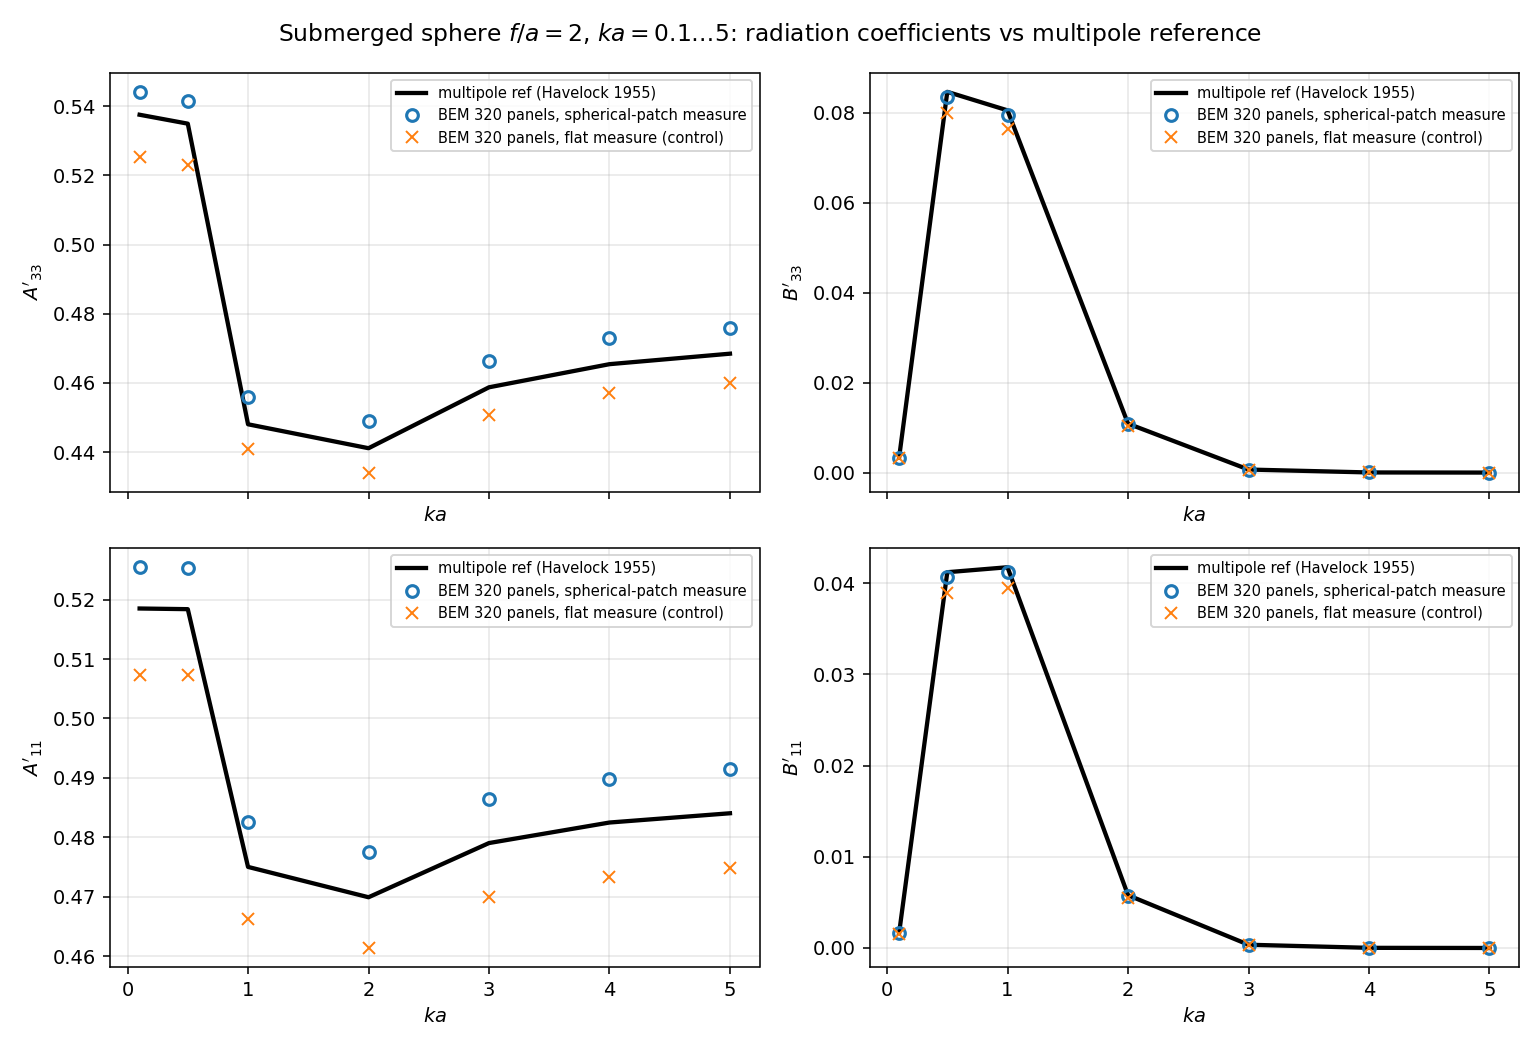 Submerged sphere f/a = 2, ka = 0.1...5: radiation coefficients vs multipole reference
multipole ref (Havelock 1955)
BEM 320 panels, spherical-patch measure
BEM 320 panels, flat measure (control)
0.54
0.52
0.50
0.48
0.46
0.44
A′33
ka
multipole ref (Havelock 1955)
BEM 320 panels, spherical-patch measure
BEM 320 panels, flat measure (control)
0.08
0.06
0.04
0.02
0.00
B′33
ka
multipole ref (Havelock 1955)
BEM 320 panels, spherical-patch measure
BEM 320 panels, flat measure (control)
0.52
0.51
0.50
0.49
0.48
0.47
0.46
A′11
0 1 2 3 4 5
ka
multipole ref (Havelock 1955)
BEM 320 panels, spherical-patch measure
BEM 320 panels, flat measure (control)
0.04
0.03
0.02
0.01
0.00
B′11
0 1 2 3 4 5
ka